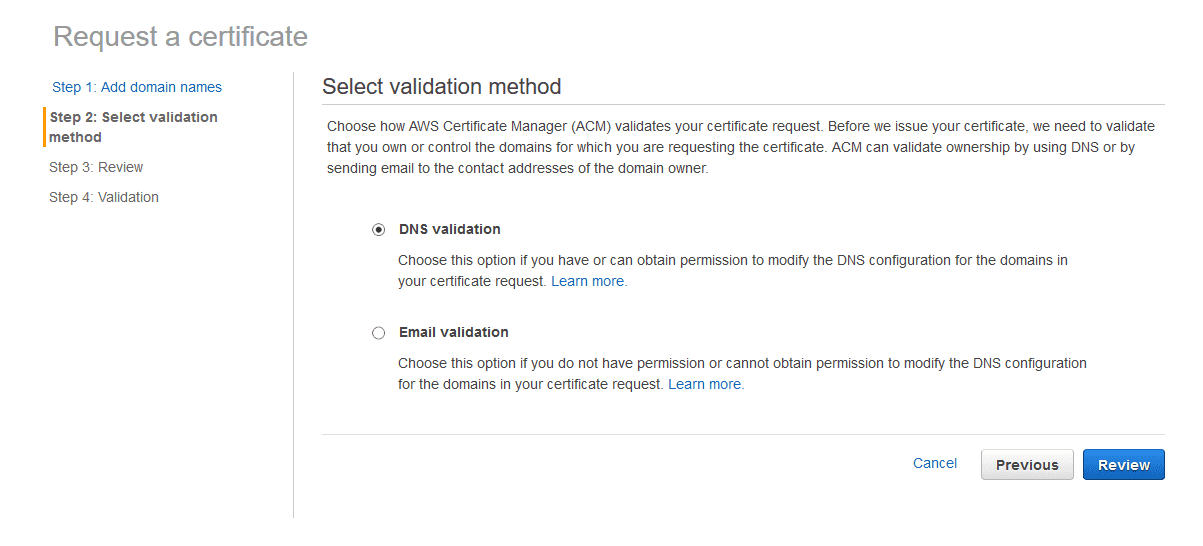 Request a certificate
Step 1: Add domain names
Step 2: Select validation
method
Step 3: Review
Step 4: Validation
Select validation method
Choose how AWS Certificate Manager (ACM) validates your certificate request. Before we issue your certificate, we need to validate
that you own or control the domains for which you are requesting the certificate. ACM can validate ownership by using DNS or by
sending email to the contact addresses of the domain owner.
DNS validation
Choose this option if you have or can obtain permission to modify the DNS configuration for the domains in
your certificate request. Learn more.
Email validation
Choose this option if you do not have permission or cannot obtain permission to modify the DNS configuration
for the domains in your certificate request. Learn more.
Cancel
Previous
Review